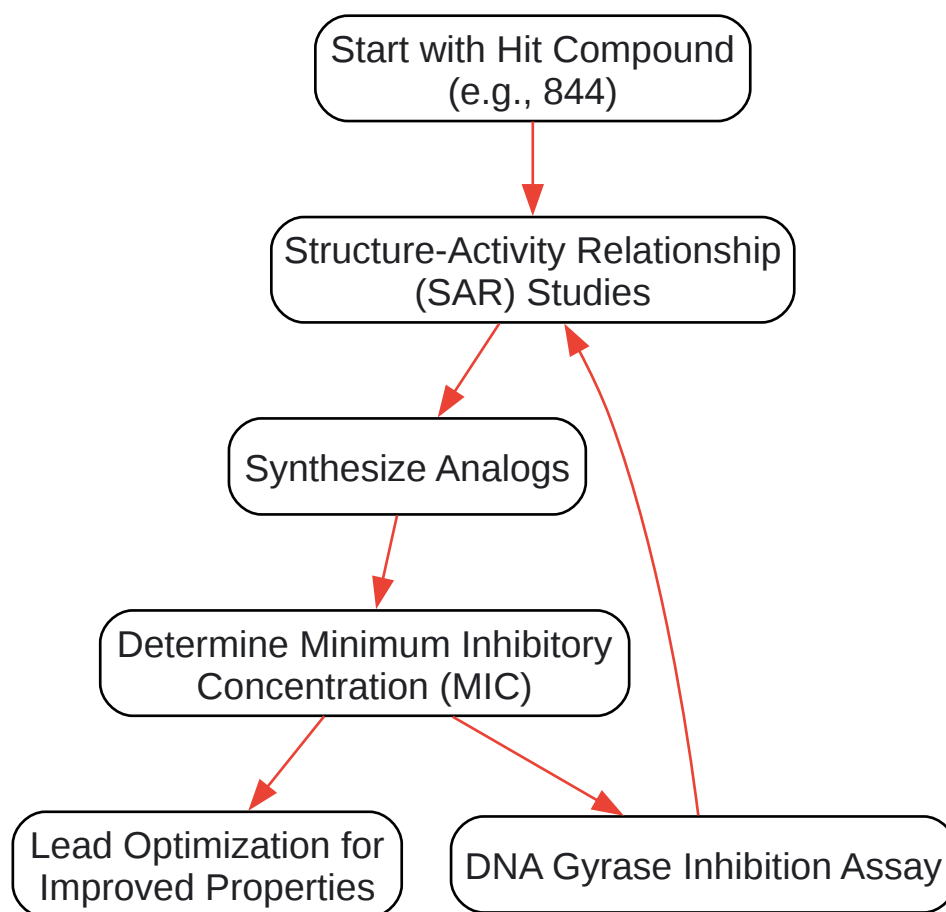 Start with Hit Compound
(e.g., 844)
Structure-Activity Relationship
(SAR) Studies
Synthesize Analogs
Determine Minimum Inhibitory
Concentration (MIC)
Lead Optimization for
Improved Properties
DNA Gyrase Inhibition Assay